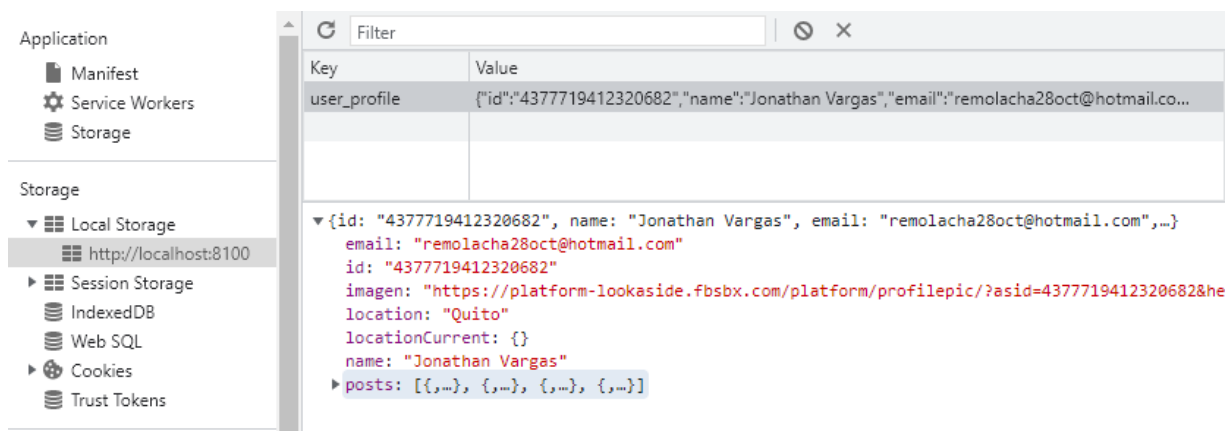 Application
Manifest
Service Workers
Storage
Storage
Local Storage
http://localhost:8100
Session Storage
IndexedDB
Web SQL
Cookies
Trust Tokens
Filter
Key Value
user_profile {"id":"4377719412320682","name":"Jonathan Vargas","email":"remolacha28oct@hotmail.co...
{id: "4377719412320682", name: "Jonathan Vargas", email: "remolacha28oct@hotmail.com",…}
email: "remolacha28oct@hotmail.com"
id: "4377719412320682"
imagen: "https://platform-lookaside.fbsbx.com/platform/profilepic/?asid=4377719412320682&he
location: "Quito"
locationCurrent: {}
name: "Jonathan Vargas"
posts: [{,…}, {,…}, {,…}, {,…}]